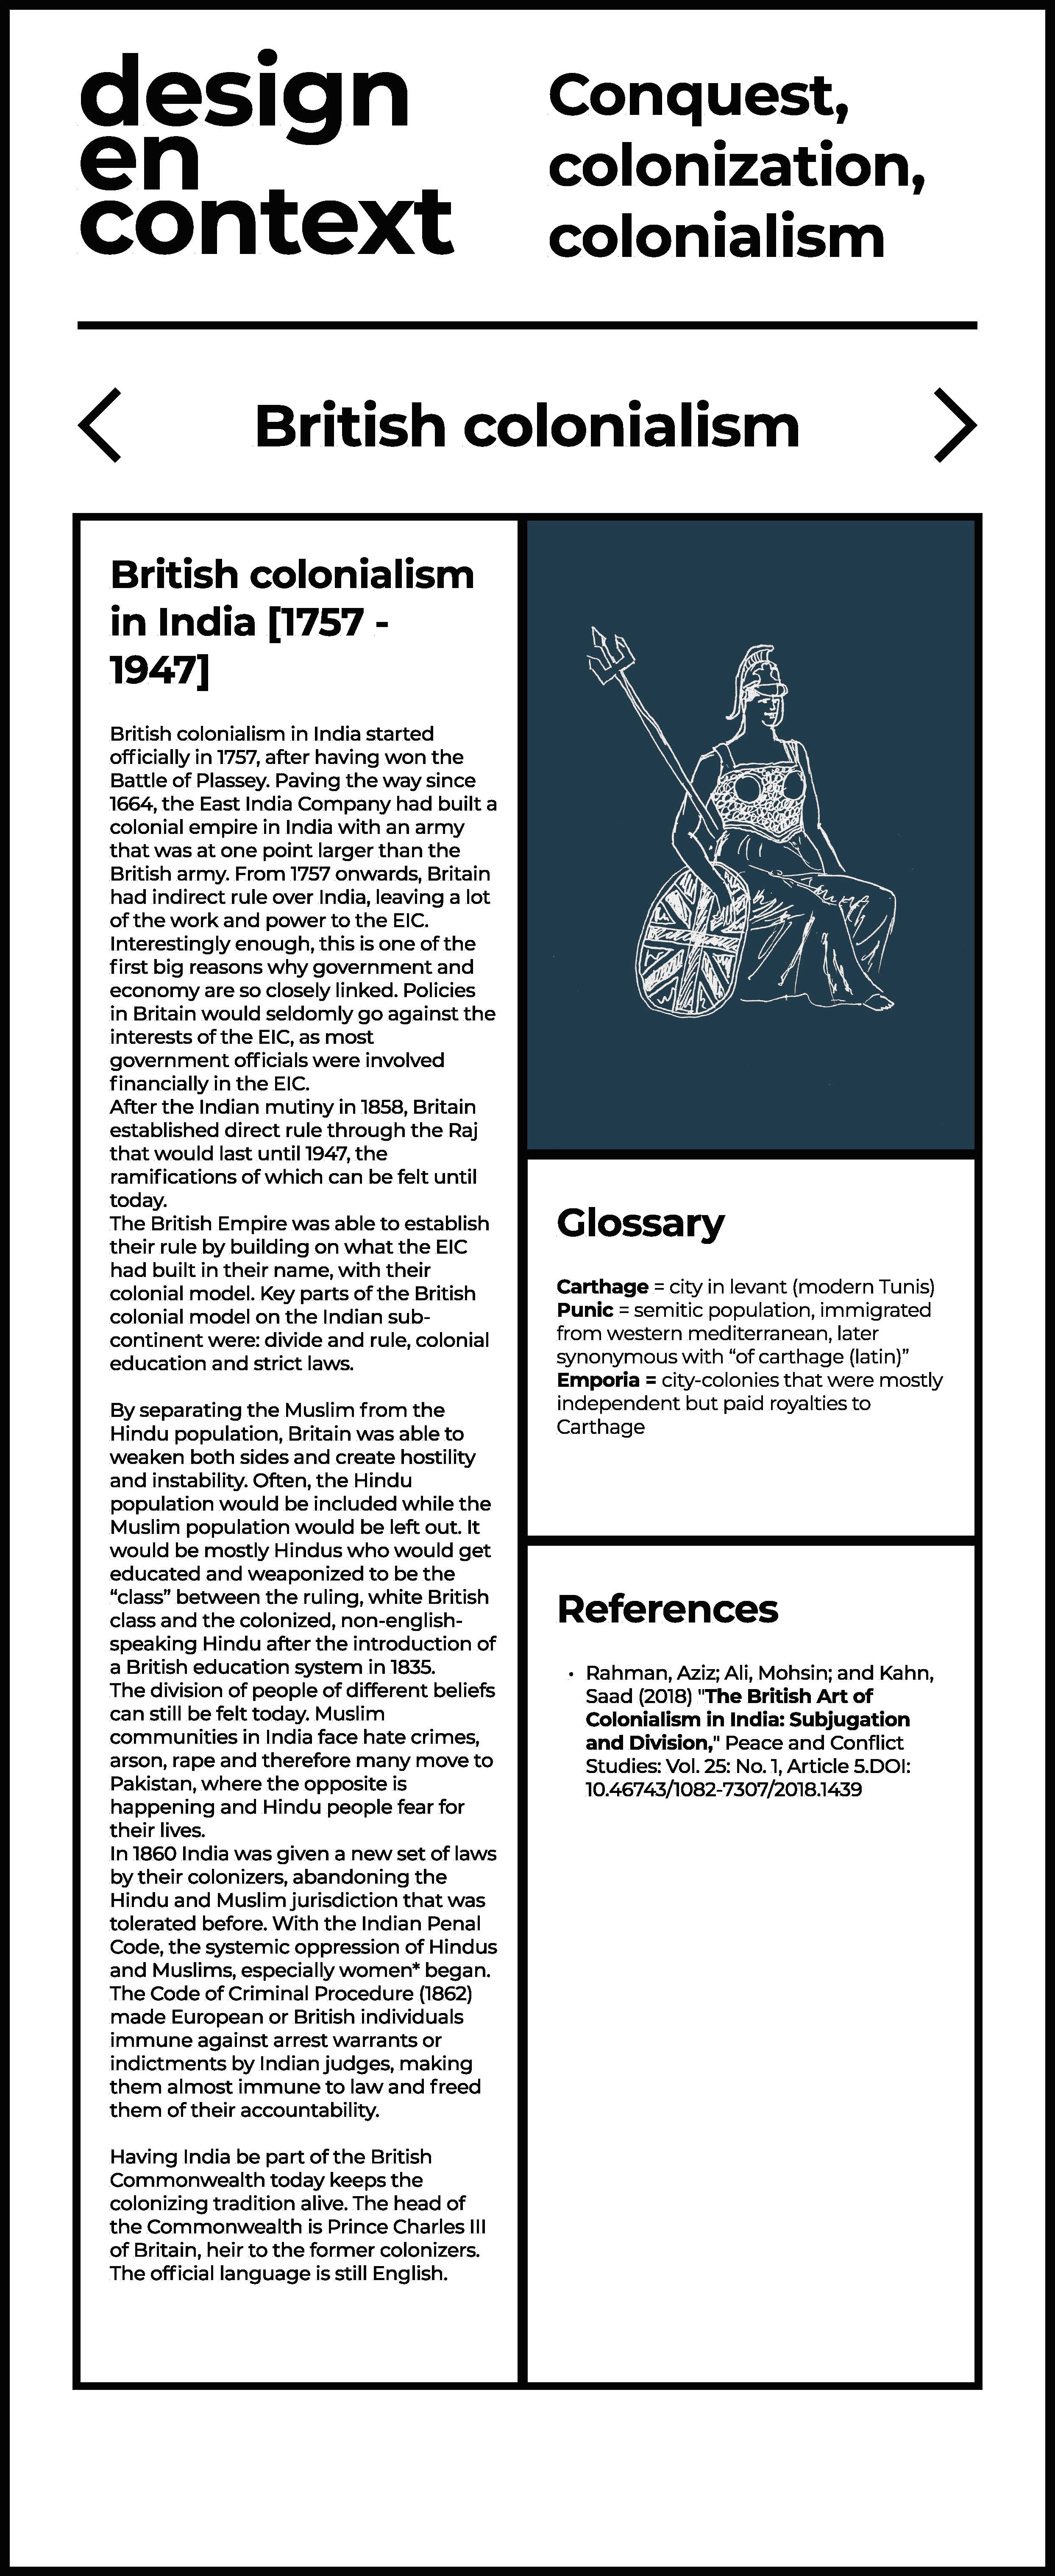 design
en
context
Conquest,
colonization,
colonialism
British colonialism
British colonialism
in India [1757 -
1947]
British colonialism in India started
officially in 1757, after having won the
Battle of Plassey. Paving the way since
1664, the East India Company had built a
colonial empire in India with an army
that was at one point larger than the
British army. From 1757 onwards, Britain
had indirect rule over India, leaving a lot
of the work and power to the EIC.
Interestingly enough, this is one of the
first big reasons why government and
economy are so closely linked. Policies
in Britain would seldomly go against the
interests of the EIC, as most
government officials were involved
financially in the EIC.
After the Indian mutiny in 1858, Britain
established direct rule through the Raj
that would last until 1947, the
ramifications of which can be felt until
today.
The British Empire was able to establish
their rule by building on what the EIC
had built in their name, with their
colonial model. Key parts of the British
colonial model on the Indian sub-
continent were: divide and rule, colonial
education and strict laws.
By separating the Muslim from the
Hindu population, Britain was able to
weaken both sides and create hostility
and instability. Often, the Hindu
population would be included while the
Muslim population would be left out. It
would be mostly Hindus who would get
educated and weaponized to be the
“class” between the ruling, white British
class and the colonized, non-english-
speaking Hindu after the introduction of
a British education system in 1835.
The division of people of different beliefs
can still be felt today. Muslim
communities in India face hate crimes,
arson, rape and therefore many move to
Pakistan, where the opposite is
happening and Hindu people fear for
their lives.
In 1860 India was given a new set of laws
by their colonizers, abandoning the
Hindu and Muslim jurisdiction that was
tolerated before. With the Indian Penal
Code, the systemic oppression of Hindus
and Muslims, especially women* began.
The Code of Criminal Procedure (1862)
made European or British individuals
immune against arrest warrants or
indictments by Indian judges, making
them almost immune to law and freed
them of their accountability.
Having India be part of the British
Commonwealth today keeps the
colonizing tradition alive. The head of
the Commonwealth is Prince Charles III
of Britain, heir to the former colonizers.
The official language is still English.
Glossary
Carthage = city in levant (modern Tunis)
Punic = semitic population, immigrated
from western mediterranean, later
synonymous with “of carthage (latin)”
Emporia = city-colonies that were mostly
independent but paid royalties to
Carthage
References
• Rahman, Aziz; Ali, Mohsin; and Kahn,
Saad (2018) "The British Art of
Colonialism in India: Subjugation
and Division," Peace and Conflict
Studies: Vol. 25: No. 1, Article 5.DOI:
10.46743/1082-7307/2018.1439